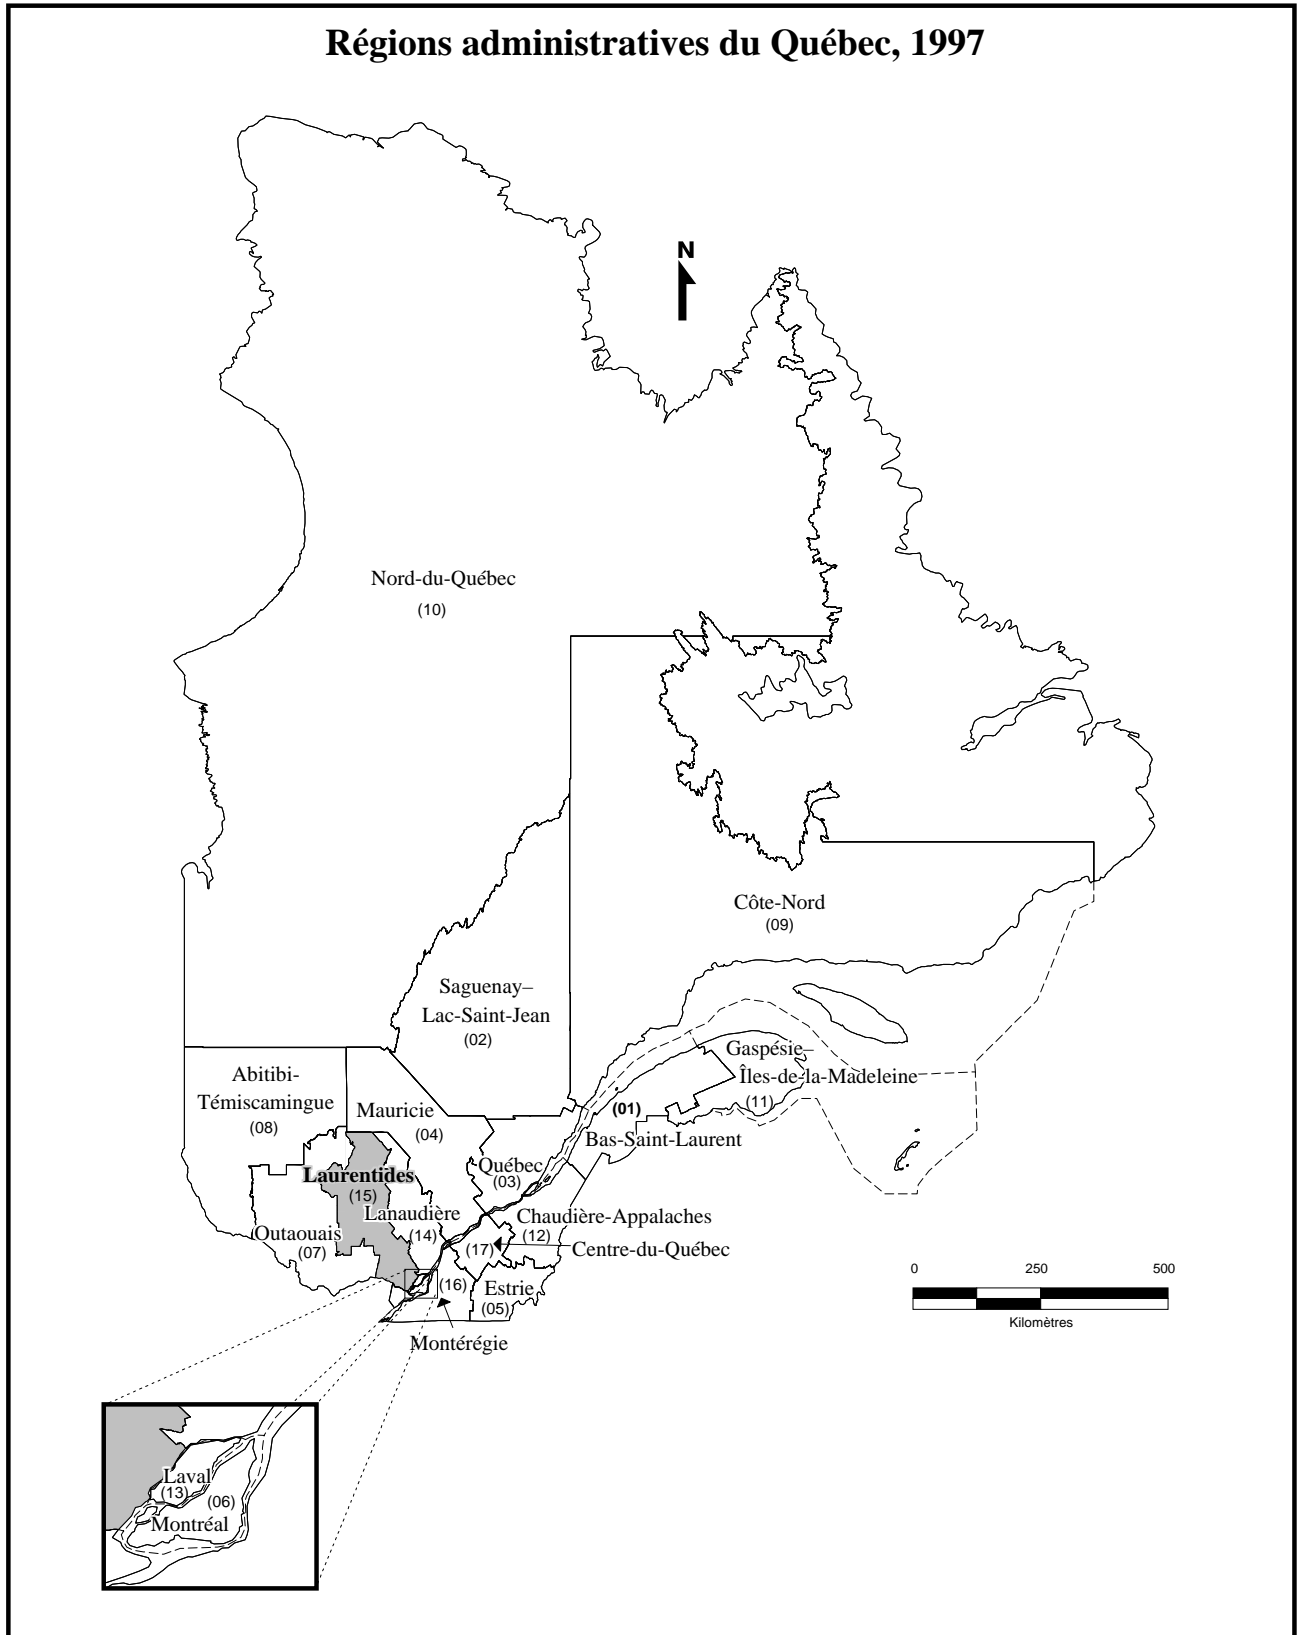 Régions administratives du Québec, 1997
N
Nord-du-Québec
(10)
Côte-Nord
(09)
Saguenay–
Lac-Saint-Jean
(02)
Gaspésie–
Îles-de-la-Madeleine
(11)
Abitibi-
Témiscamingue
(08)
Mauricie
(04)
(01)
Bas-Saint-Laurent
Québec
(03)
Laurentides
(15)
Lanaudière
(14)
Chaudière-Appalaches
(12)
Outaouais
(07)
(17)
Centre-du-Québec
(16)
Estrie
(05)
Montérégie
0 250 500
Kilomètres
Laval
(13)
(06)
Montréal